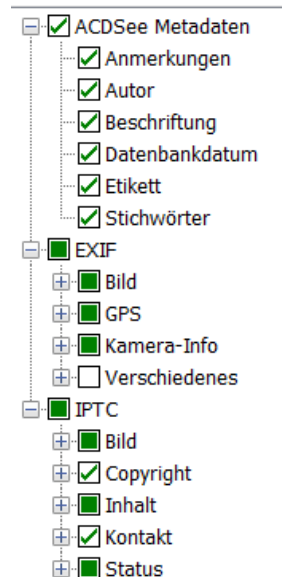 ACDSee Metadaten
Anmerkungen
Autor
Beschriftung
Datenbankdatum
Etikett
Stichwörter
EXIF
Bild
GPS
Kamera-Info
Verschiedenes
IPTC
Bild
Copyright
Inhalt
Kontakt
Status